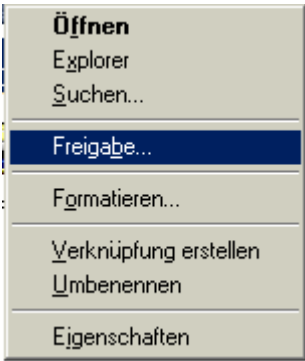 Öffnen
Explorer
Suchen...
Freigabe...
Formatieren...
Verknüpfung erstellen
Umbenennen
Eigenschaften